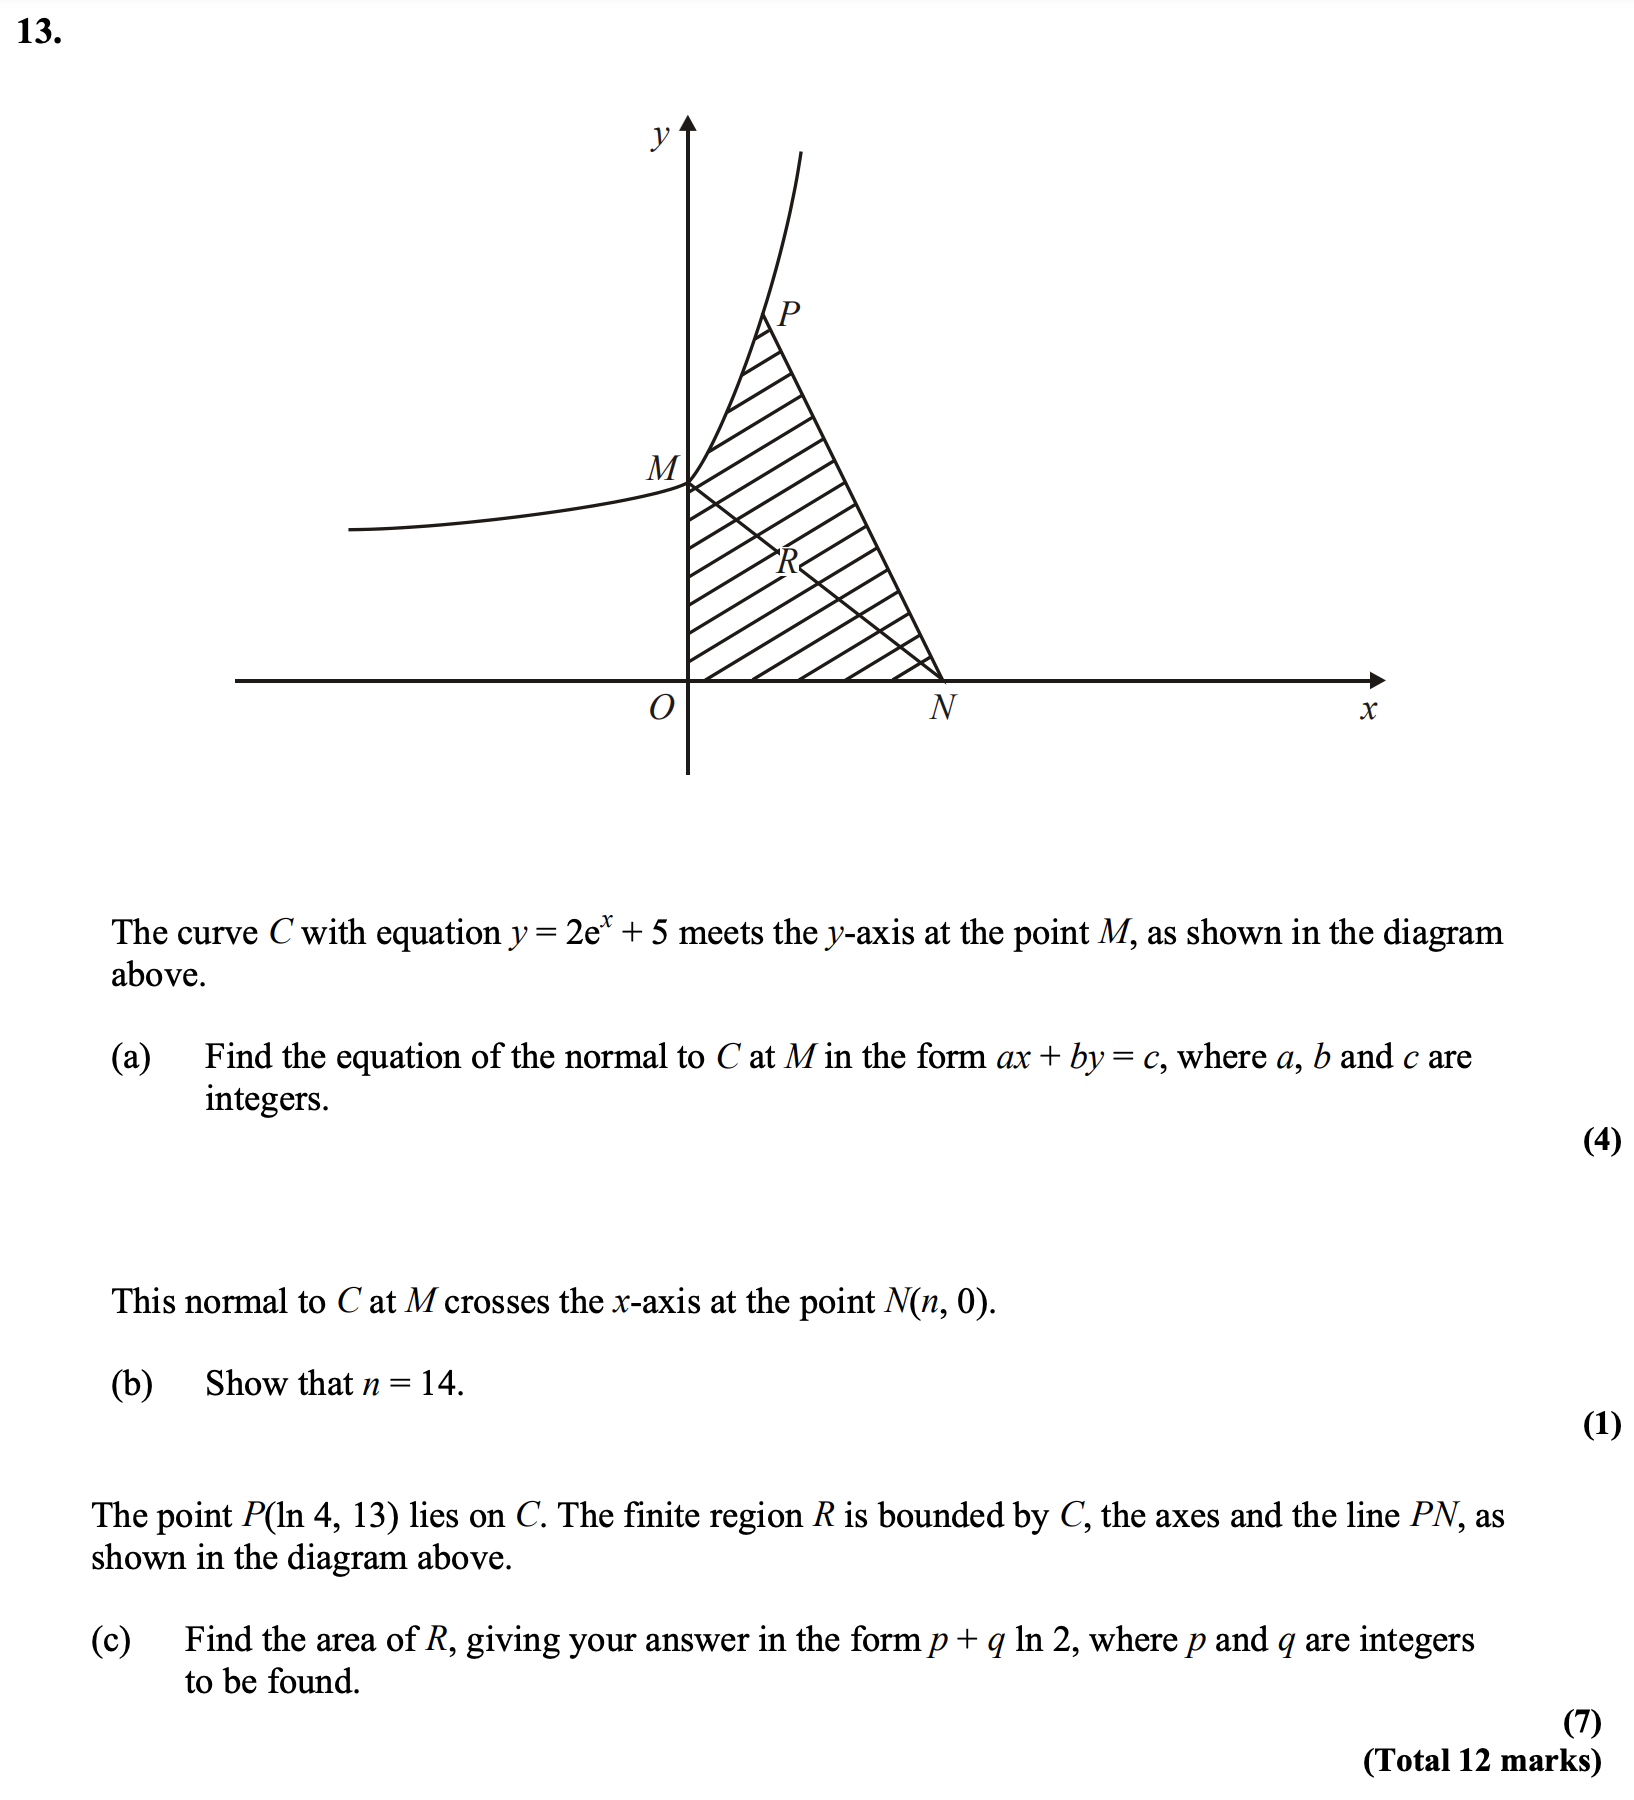 13.
y
P
M
R
O
N
x
The curve C with equation y = 2eˣ + 5 meets the y-axis at the point M, as shown in the diagram
above.
(a) Find the equation of the normal to C at M in the form ax + by = c, where a, b and c are
integers.
(4)
This normal to C at M crosses the x-axis at the point N(n, 0).
(b) Show that n = 14.
(1)
The point P(ln 4, 13) lies on C. The finite region R is bounded by C, the axes and the line PN, as
shown in the diagram above.
(c) Find the area of R, giving your answer in the form p + q ln 2, where p and q are integers
to be found.
(7)
(Total 12 marks)